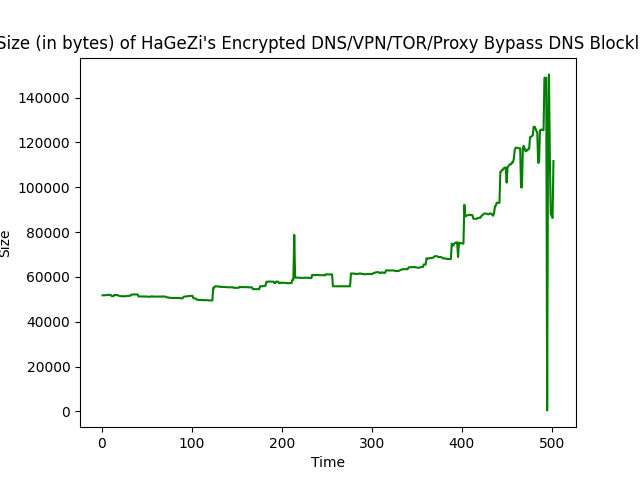 Size (in bytes) of HaGeZi's Encrypted DNS/VPN/TOR/Proxy Bypass DNS Blockl
140000
120000
100000
80000
60000
40000
20000
0
Size
0 100 200 300 400 500
Time